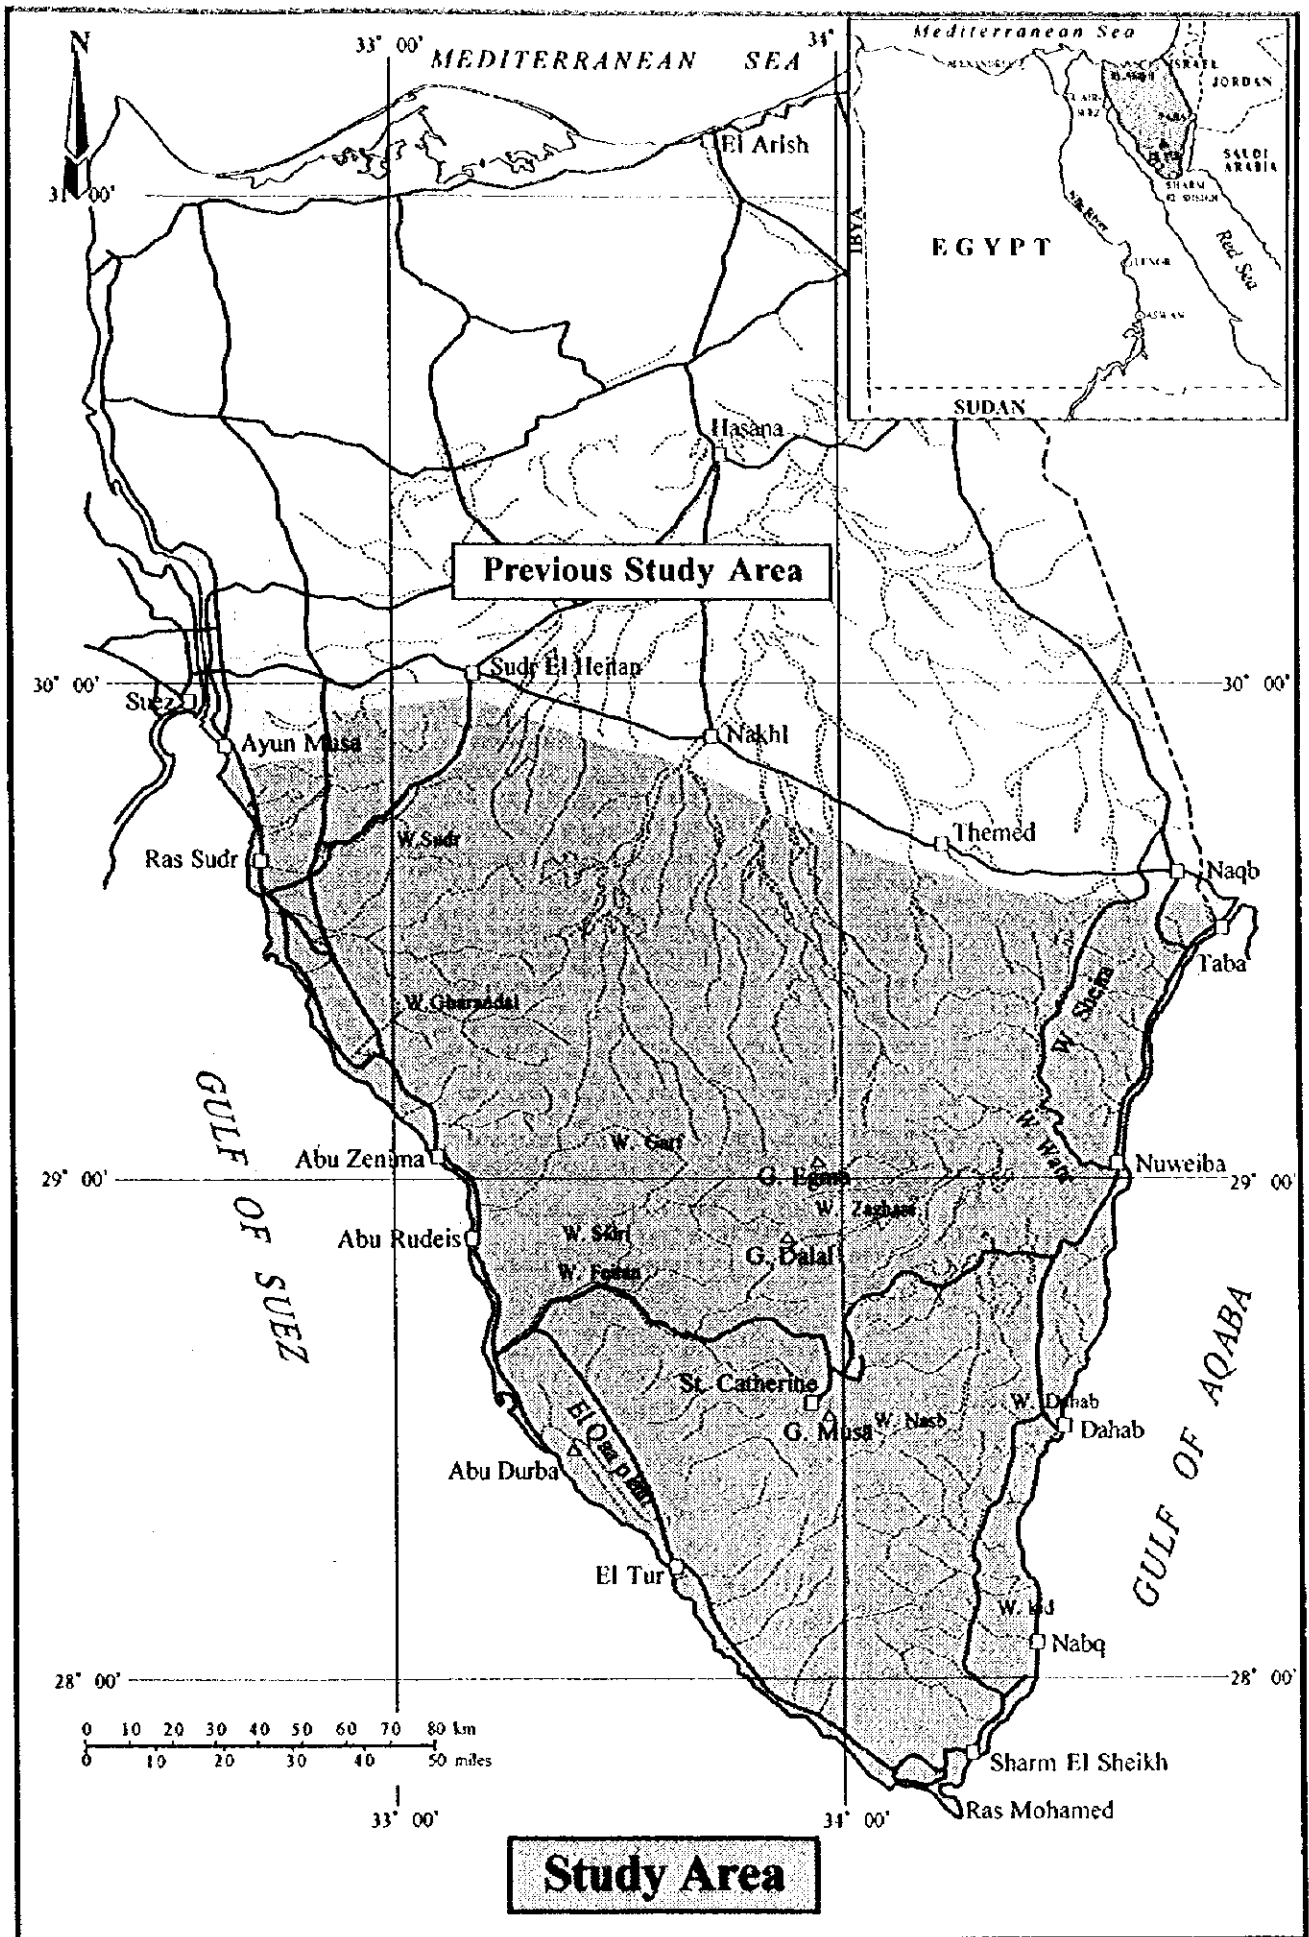 N
33° 00'
34°
MEDITERRANEAN SEA
Mediterranean Sea
ISRAEL
JORDAN
SAUDI
ARABIA
SHARM
EGYPT
Nile River
Red Sea
ASWAN
SUDAN
El Arish
31° 00'
Hasana
Previous Study Area
Sudr El Heitan
30° 00'
30° 00'
Suez
Ayun Musa
Nakhl
W. Sudr
Themed
Ras Sudr
Naqb
Taba
W. Gharandal
GULF OF SUEZ
W. Garf
Abu Zenima
G. Egma
Nuweiba
29° 00'
29° 00'
Abu Rudeis
W. Sidri
G. Dalal
W. Feiran
GULF OF AQABA
St. Catherine
W. Dahab
El Qaa plain
G. Musa
W. Nasb
Dahab
Abu Durba
El Tur
W. Kid
Nabq
28° 00'
28° 00'
0 10 20 30 40 50 60 70 80 km
0 10 20 30 40 50 miles
Sharm El Sheikh
Ras Mohamed
33° 00'
34° 00'
Study Area